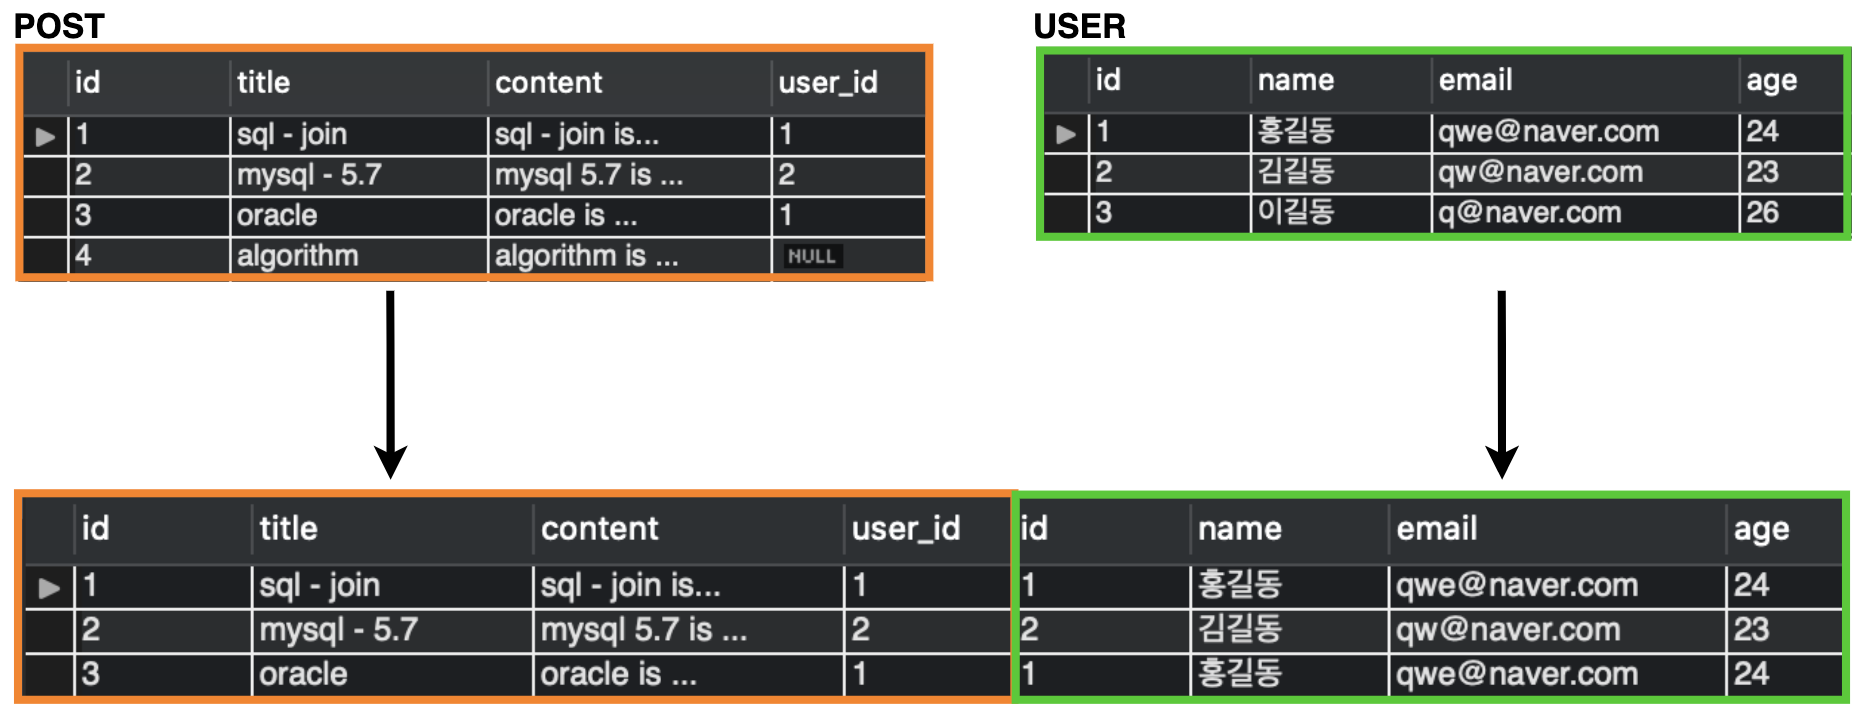 POST
id title content user_id
1 sql - join sql - join is... 1
2 mysql - 5.7 mysql 5.7 is ... 2
3 oracle oracle is ... 1
4 algorithm algorithm is ... NULL
USER
id name email age
1 홍길동 qwe@naver.com 24
2 김길동 qw@naver.com 23
3 이길동 q@naver.com 26
id title content user_id id name email age
1 sql - join sql - join is... 1 1 홍길동 qwe@naver.com 24
2 mysql - 5.7 mysql 5.7 is ... 2 2 김길동 qw@naver.com 23
3 oracle oracle is ... 1 1 홍길동 qwe@naver.com 24